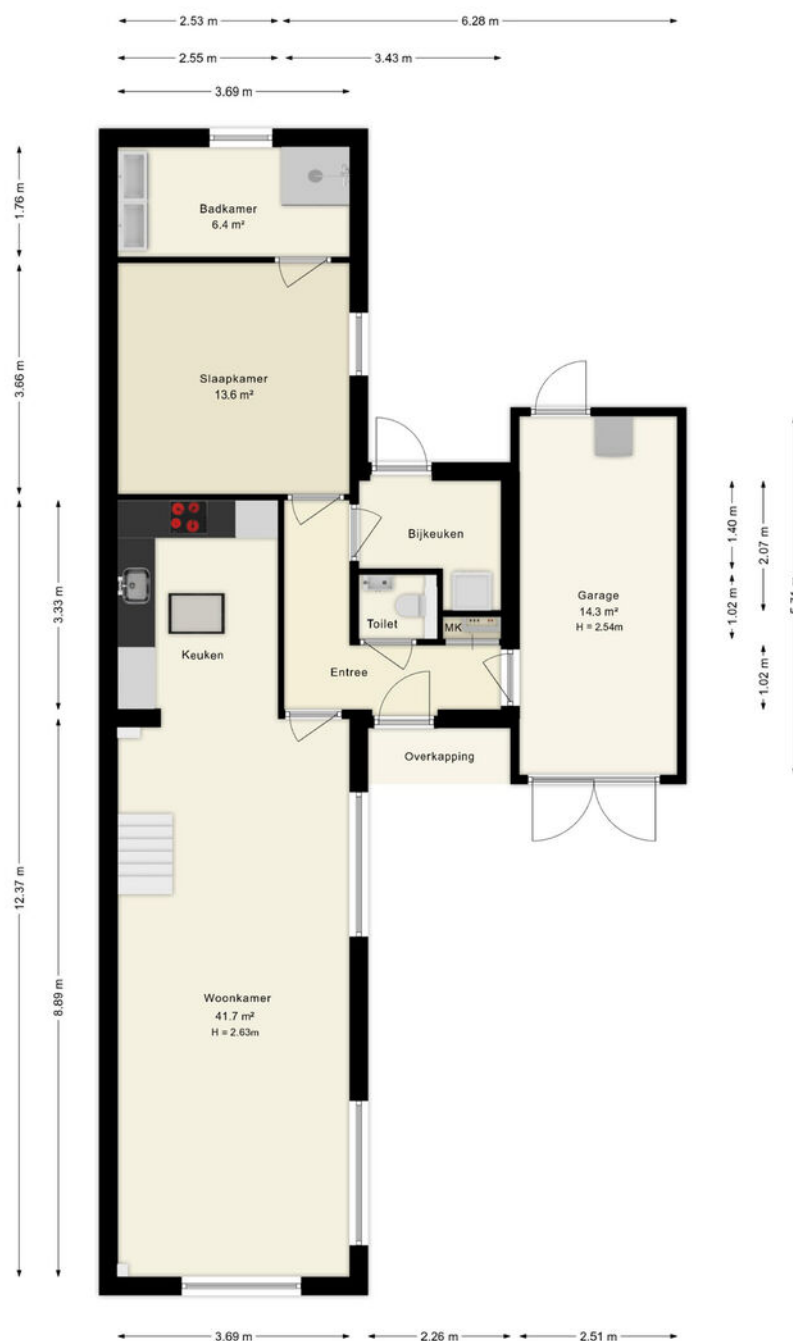 2.53 m
6.28 m
2.55 m
3.43 m
3.69 m
1.76 m
Badkamer
6.4 m²
3.66 m
Slaapkamer
13.6 m²
12.37 m
3.33 m
8.89 m
Keuken
Bijkeuken
Toilet
MK
Entree
Overkapping
Garage
14.3 m²
H = 2.54m
1.40 m
2.07 m
1.02 m
1.02 m
Woonkamer
41.7 m²
H = 2.63m
3.69 m
2.26 m
2.51 m